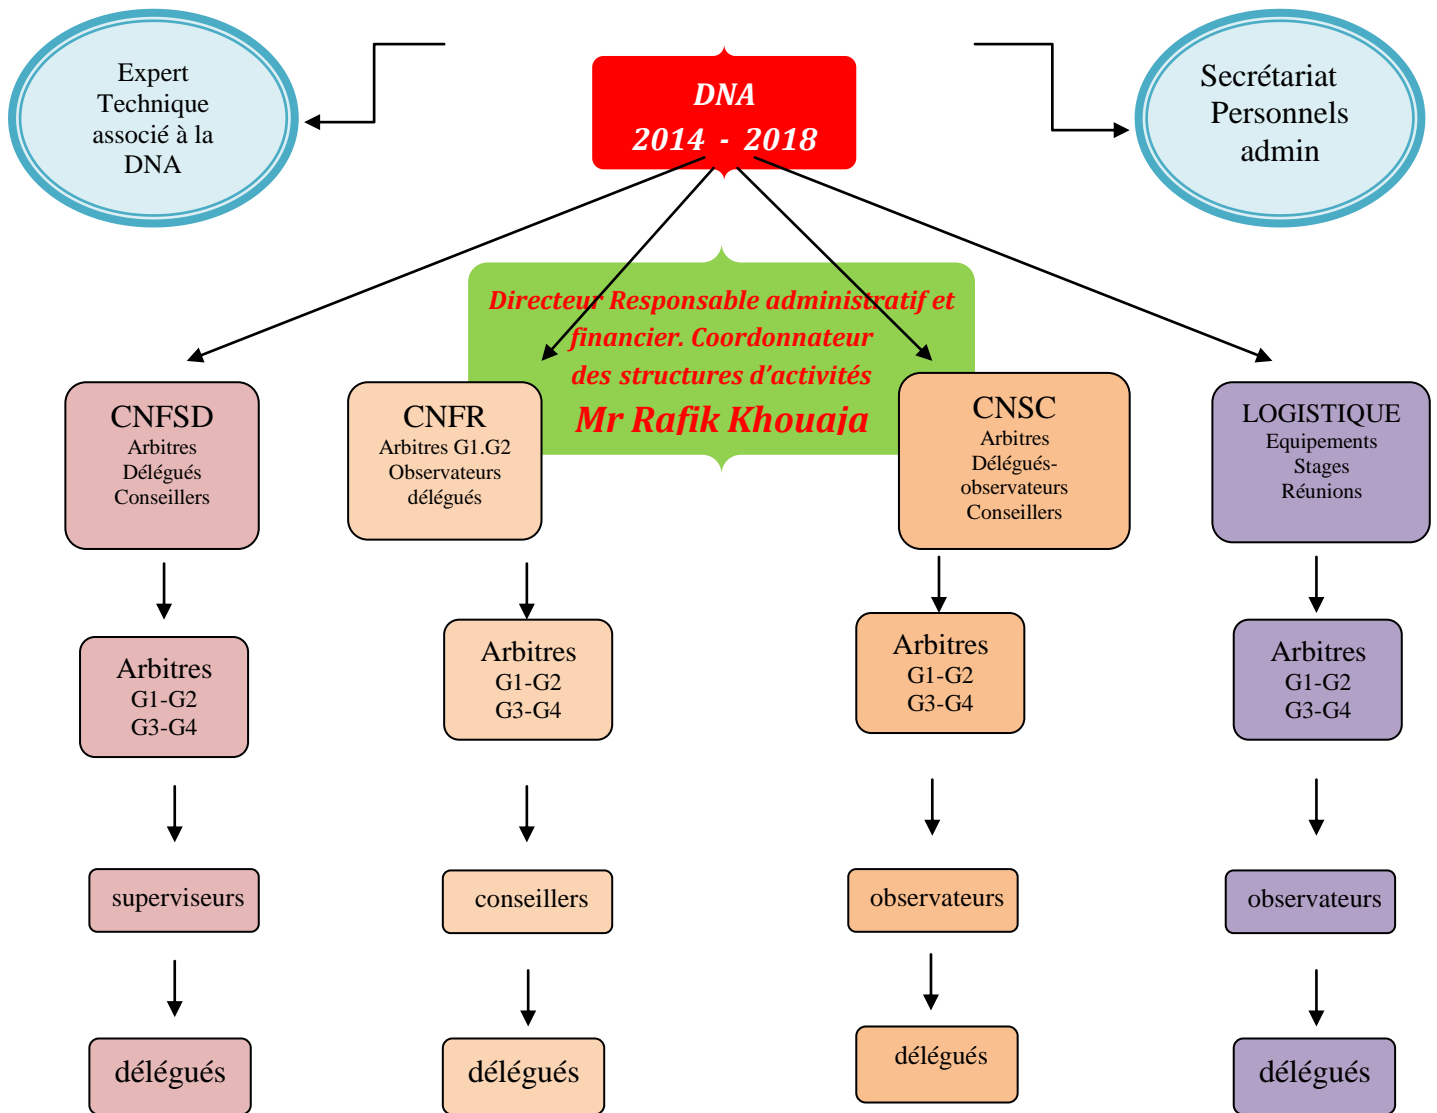 Expert
Technique
associé à la
DNA
DNA
2014 - 2018
Secrétariat
Personnels
admin
Directeur Responsable administratif et
financier. Coordonnateur
des structures d’activités
Mr Rafik Khouaja
CNFSD
Arbitres
Délégués
Conseillers
CNFR
Arbitres G1.G2
Observateurs
délégués
CNSC
Arbitres
Délégués-
observateurs
Conseillers
LOGISTIQUE
Equipements
Stages
Réunions
Arbitres
G1-G2
G3-G4
Arbitres
G1-G2
G3-G4
Arbitres
G1-G2
G3-G4
Arbitres
G1-G2
G3-G4
superviseurs
conseillers
observateurs
observateurs
délégués
délégués
délégués
délégués